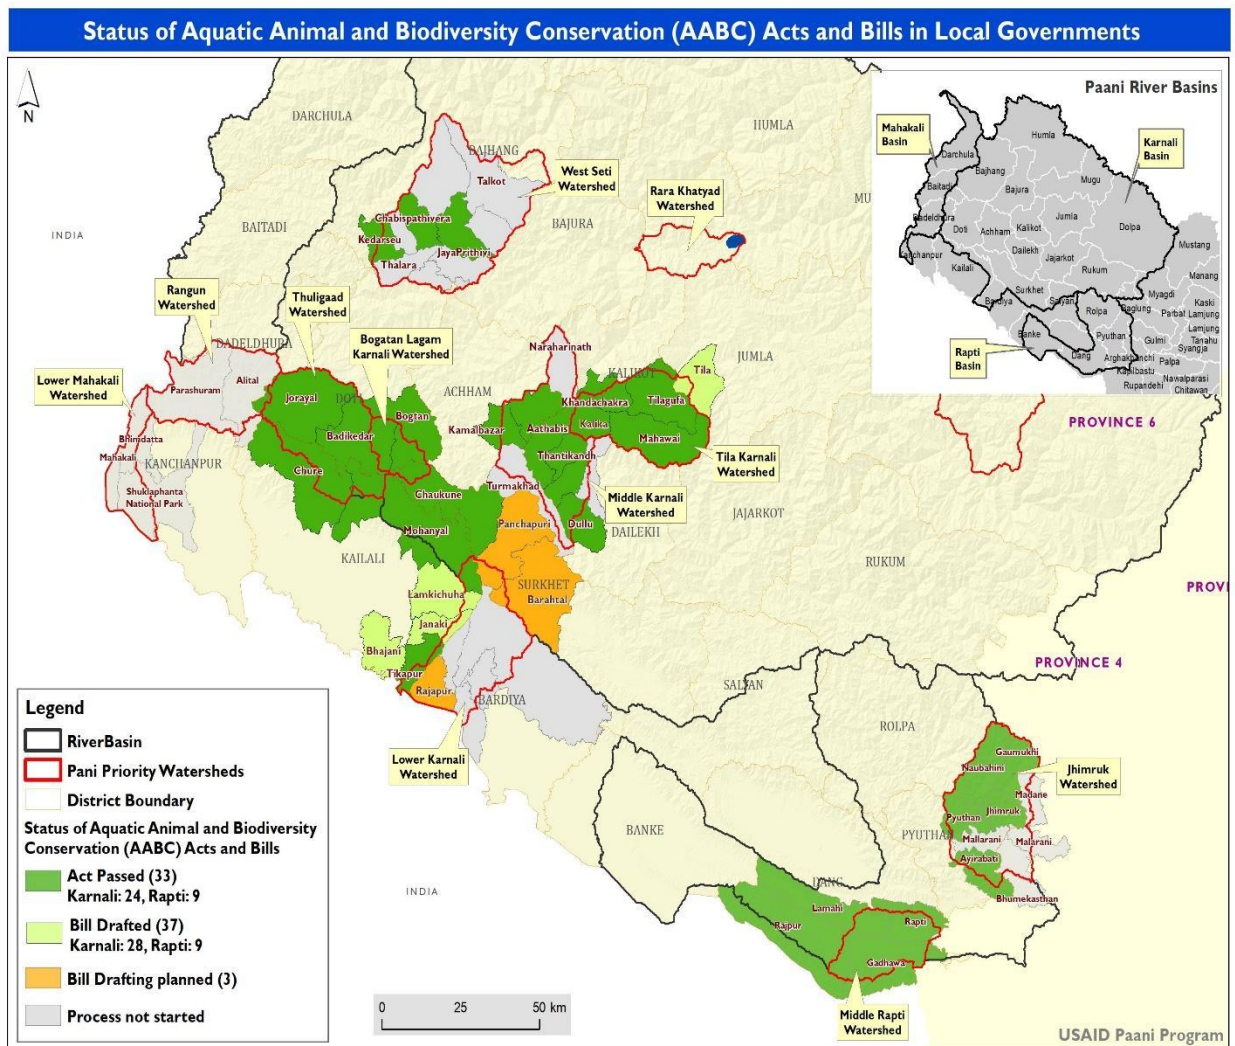 Status of Aquatic Animal and Biodiversity Conservation (AABC) Acts and Bills in Local Governments
N
Paani River Basins
Mahakali
Basin
Karnali
Basin
Rapti
Basin
Humla
Darchula
Bajhang
Mugu
Baitadi
Bajura
Jumla
Dolpa
Doti
Achham
Kalikot
Dailekh
Jajarkot
Mustang
Kailali
Rukum
Manang
Surkhet
Salyan
Myagdi
Rolpa
Baglung
Kaski
Parbat
Lamjung
Lamjung
Banke
Pyuthan
Gulmi
Tanahu
Syangja
Dang
Palpa
Nawalparasi
Rupandehi
Chitawan
DARCHULA
HUMLA
MU
INDIA
BAITADI
BAJURA
West Seti
Watershed
Talkot
Chabispathivera
Kedarseu
JayaPrithivi
Thalara
Rara Khatyad
Watershed
Rangun
Watershed
Thuligaad
Watershed
Bogatan Lagam
Karnali Watershed
Lower Mahakali
Watershed
DADELDHURA
Parashuram
Alital
Jorayal
Badikedar
Bogtan
ACHHAM
Naraharinath
KALIKOT
Tila
JUMLA
Khandachakra
Tilagufa
Kamalbazar
Aathabis
Kalika
Mahawai
Tila Karnali
Watershed
PROVINCE 6
Bhimdatta
Mahakali
KANCHANPUR
Shuklaphanta
National Park
Chure
Thantikandh
Turmakhad
Middle Karnali
Watershed
Chaukune
Mohanyal
Panchapuri
Dullu
DAILEKH
JAJARKOT
KAILALI
RUKUM
SURKHET
Barahtal
Lamkichuha
Janaki
Bhajani
Tikapur
Rajapur
BARDIYA
PROVI
PROVINCE 4
SALYAN
ROLPA
Lower Karnali
Watershed
Gaumukhi
Naubahini
Jhimruk
Watershed
Madane
Jhimruk
Pyuthan
PYUTHAN
Mallarani
Malarani
Ayirabati
Bhumekasthan
BANKE
INDIA
DANG
Lamahi
Rajpur
Rapti
Gadhawa
Middle Rapti
Watershed
Legend
RiverBasin
Pani Priority Watersheds
District Boundary
Status of Aquatic Animal and Biodiversity
Conservation (AABC) Acts and Bills
Act Passed (33)
Karnali: 24, Rapti: 9
Bill Drafted (37)
Karnali: 28, Rapti: 9
Bill Drafting planned (3)
Process not started
0 25 50 km
USAID Paani Program